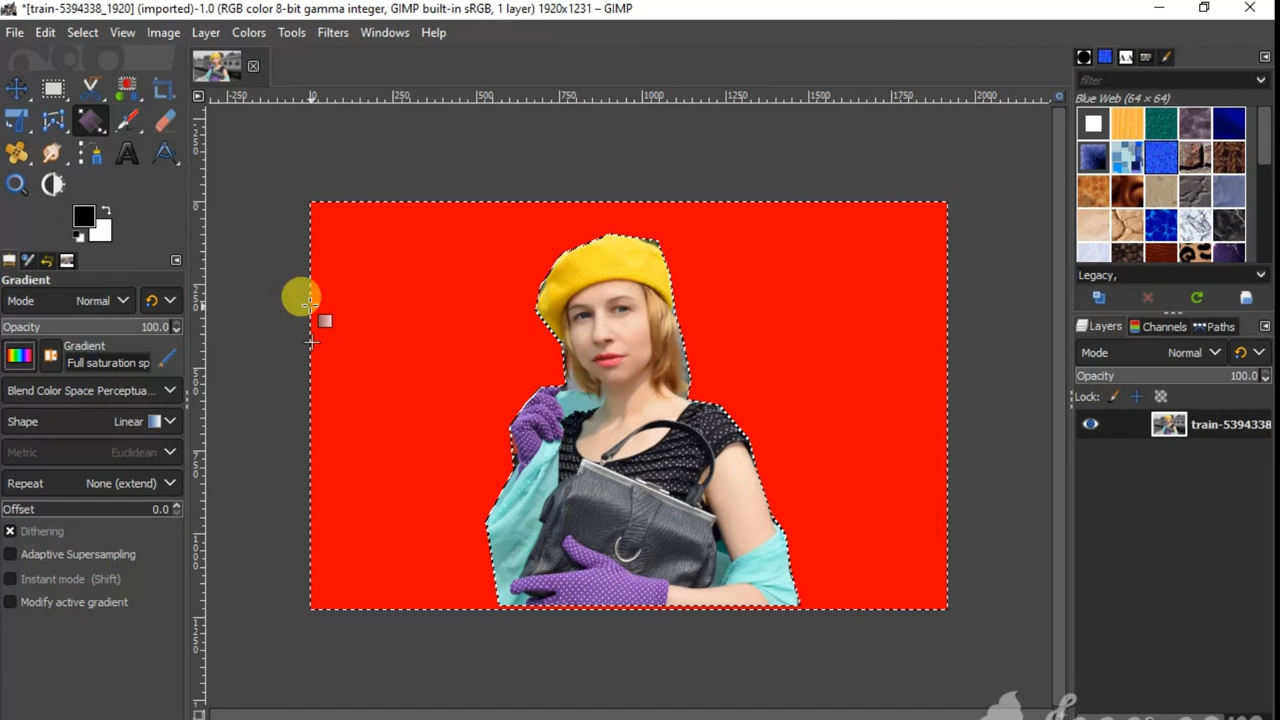 *[train-5394338_1920] (imported)-1.0 (RGB color 8-bit gamma integer, GIMP built-in sRGB, 1 layer) 1920x1231 – GIMP
File Edit Select View Image Layer Colors Tools Filters Windows Help
-250 0 250 500 750 1000 1250 1500 1750 2000
filter
Blue Web (64 × 64)
Gradient
Mode Normal
Opacity 100.0
Gradient
Full saturation sp
Blend Color Space Perceptua...
Shape Linear
Metric Euclidean
Repeat None (extend)
Offset 0.0
Dithering
Adaptive Supersampling
Instant mode (Shift)
Modify active gradient
Legacy,
Layers Channels Paths
Mode Normal
Opacity 100.0
Lock:
train-5394338